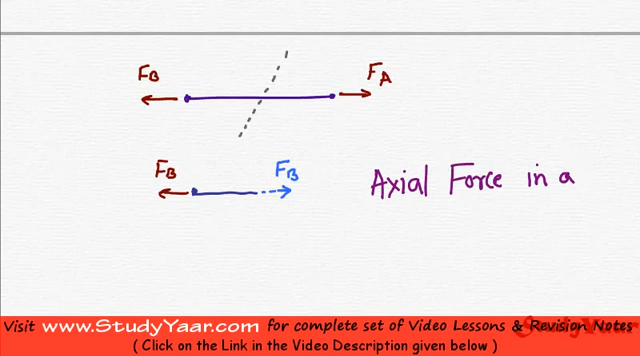 FB FA
FB FB
Axial Force in a
StudyYaar
Visit www.StudyYaar.com for complete set of Video Lessons & Revision Notes
( Click on the Link in the Video Description given below )